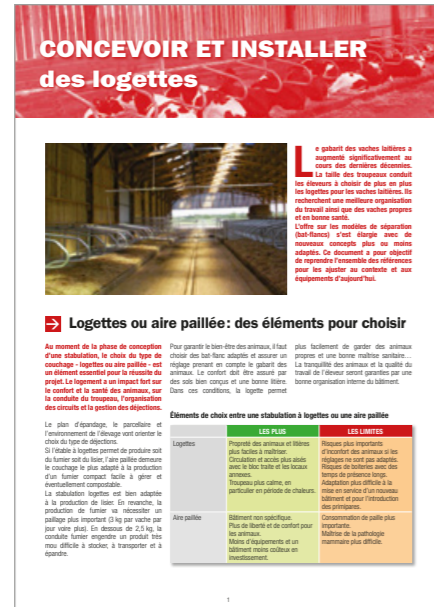 CONCEVOIR ET INSTALLER
des logettes
Le gabarit des vaches laitières a
augmenté significativement au
cours des dernières décennies.
La taille des troupeaux conduit
les éleveurs à choisir de plus en plus
les logettes pour les vaches laitières. Ils
recherchent une meilleure organisation
du travail ainsi que des vaches propres
et en bonne santé.
L'offre sur les modèles de séparation
(bat-flancs) s'est élargie avec de
nouveaux concepts plus ou moins
adaptés. Ce document a pour objectif
de reprendre l'ensemble des références
pour les ajuster au contexte et aux
équipements d'aujourd'hui.
Logettes ou aire paillée : des éléments pour choisir
Au moment de la phase de conception
d'une stabulation, le choix du type de
couchage - logettes ou aire paillée - est
un élément essentiel pour la réussite du
projet. Le logement a un impact fort sur
le confort et la santé des animaux, sur
la conduite du troupeau, l'organisation
des circuits et la gestion des déjections.
Le plan d'épandage, le parcellaire et
l'environnement de l'élevage vont orienter le
choix du type de déjections.
Si l'étable à logettes permet de produire soit
du fumier soit du lisier, l'aire paillée demeure
le couchage le plus adapté à la production
d'un fumier compact facile à gérer et
éventuellement compostable.
La stabulation logettes est bien adaptée
à la production de lisier. En revanche, la
production de fumier va nécessiter un
paillage plus important (3 kg par vache par
jour voire plus). En dessous de 2,5 kg, la
conduite fumier engendre un produit très
mou difficile à stocker, à transporter et à
épandre.
Pour garantir le bien-être des animaux, il faut
choisir des bat-flanc adaptés et assurer un
réglage prenant en compte le gabarit des
animaux. Le confort doit être assuré par
des sols bien conçus et une bonne litière.
Dans ces conditions, la logette permet
plus facilement de garder des animaux
propres et une bonne maîtrise sanitaire…
La tranquillité des animaux et la qualité du
travail de l'éleveur seront garanties par une
bonne organisation interne du bâtiment.
Éléments de choix entre une stabulation à logettes ou une aire paillée
LES PLUS
LES LIMITES
Logettes
Propreté des animaux et litières
plus faciles à maîtriser.
Circulation et accès plus aisés
avec le bloc traite et les locaux
annexes.
Troupeau plus calme, en
particulier en période de chaleurs.
Risques plus importants
d'inconfort des animaux si les
réglages ne sont pas adaptés.
Risques de boiteries avec des
temps de présence longs.
Adaptation plus difficile à la
mise en service d'un nouveau
bâtiment et pour l'introduction
des primipares.
Aire paillée
Bâtiment non spécifique.
Plus de liberté et de confort pour
les animaux.
Moins d'équipements et un
bâtiment moins coûteux en
investissement.
Consommation de paille plus
importante.
Maîtrise de la pathologie
mammaire plus difficile.
1